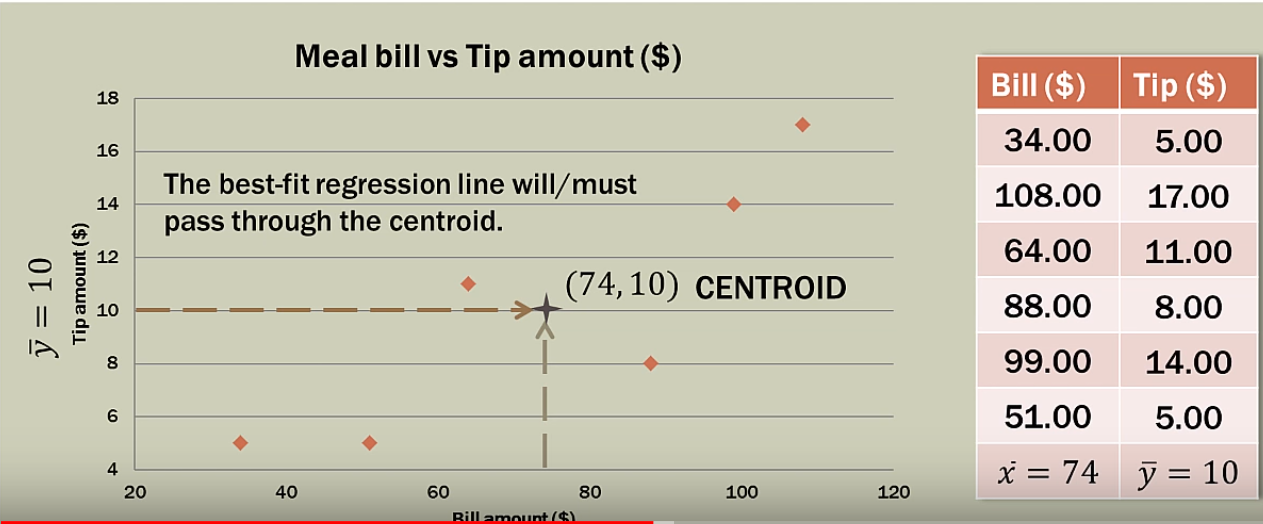 Meal bill vs Tip amount ($)
18
16
14
12
10
8
6
4
Tip amount ($)
y̅ = 10
The best-fit regression line will/must
pass through the centroid.
(74, 10) CENTROID
20 40 60 80 100 120
Bill amount ($)
Bill ($) Tip ($)
34.00 5.00
108.00 17.00
64.00 11.00
88.00 8.00
99.00 14.00
51.00 5.00
x̄ = 74 y̅ = 10